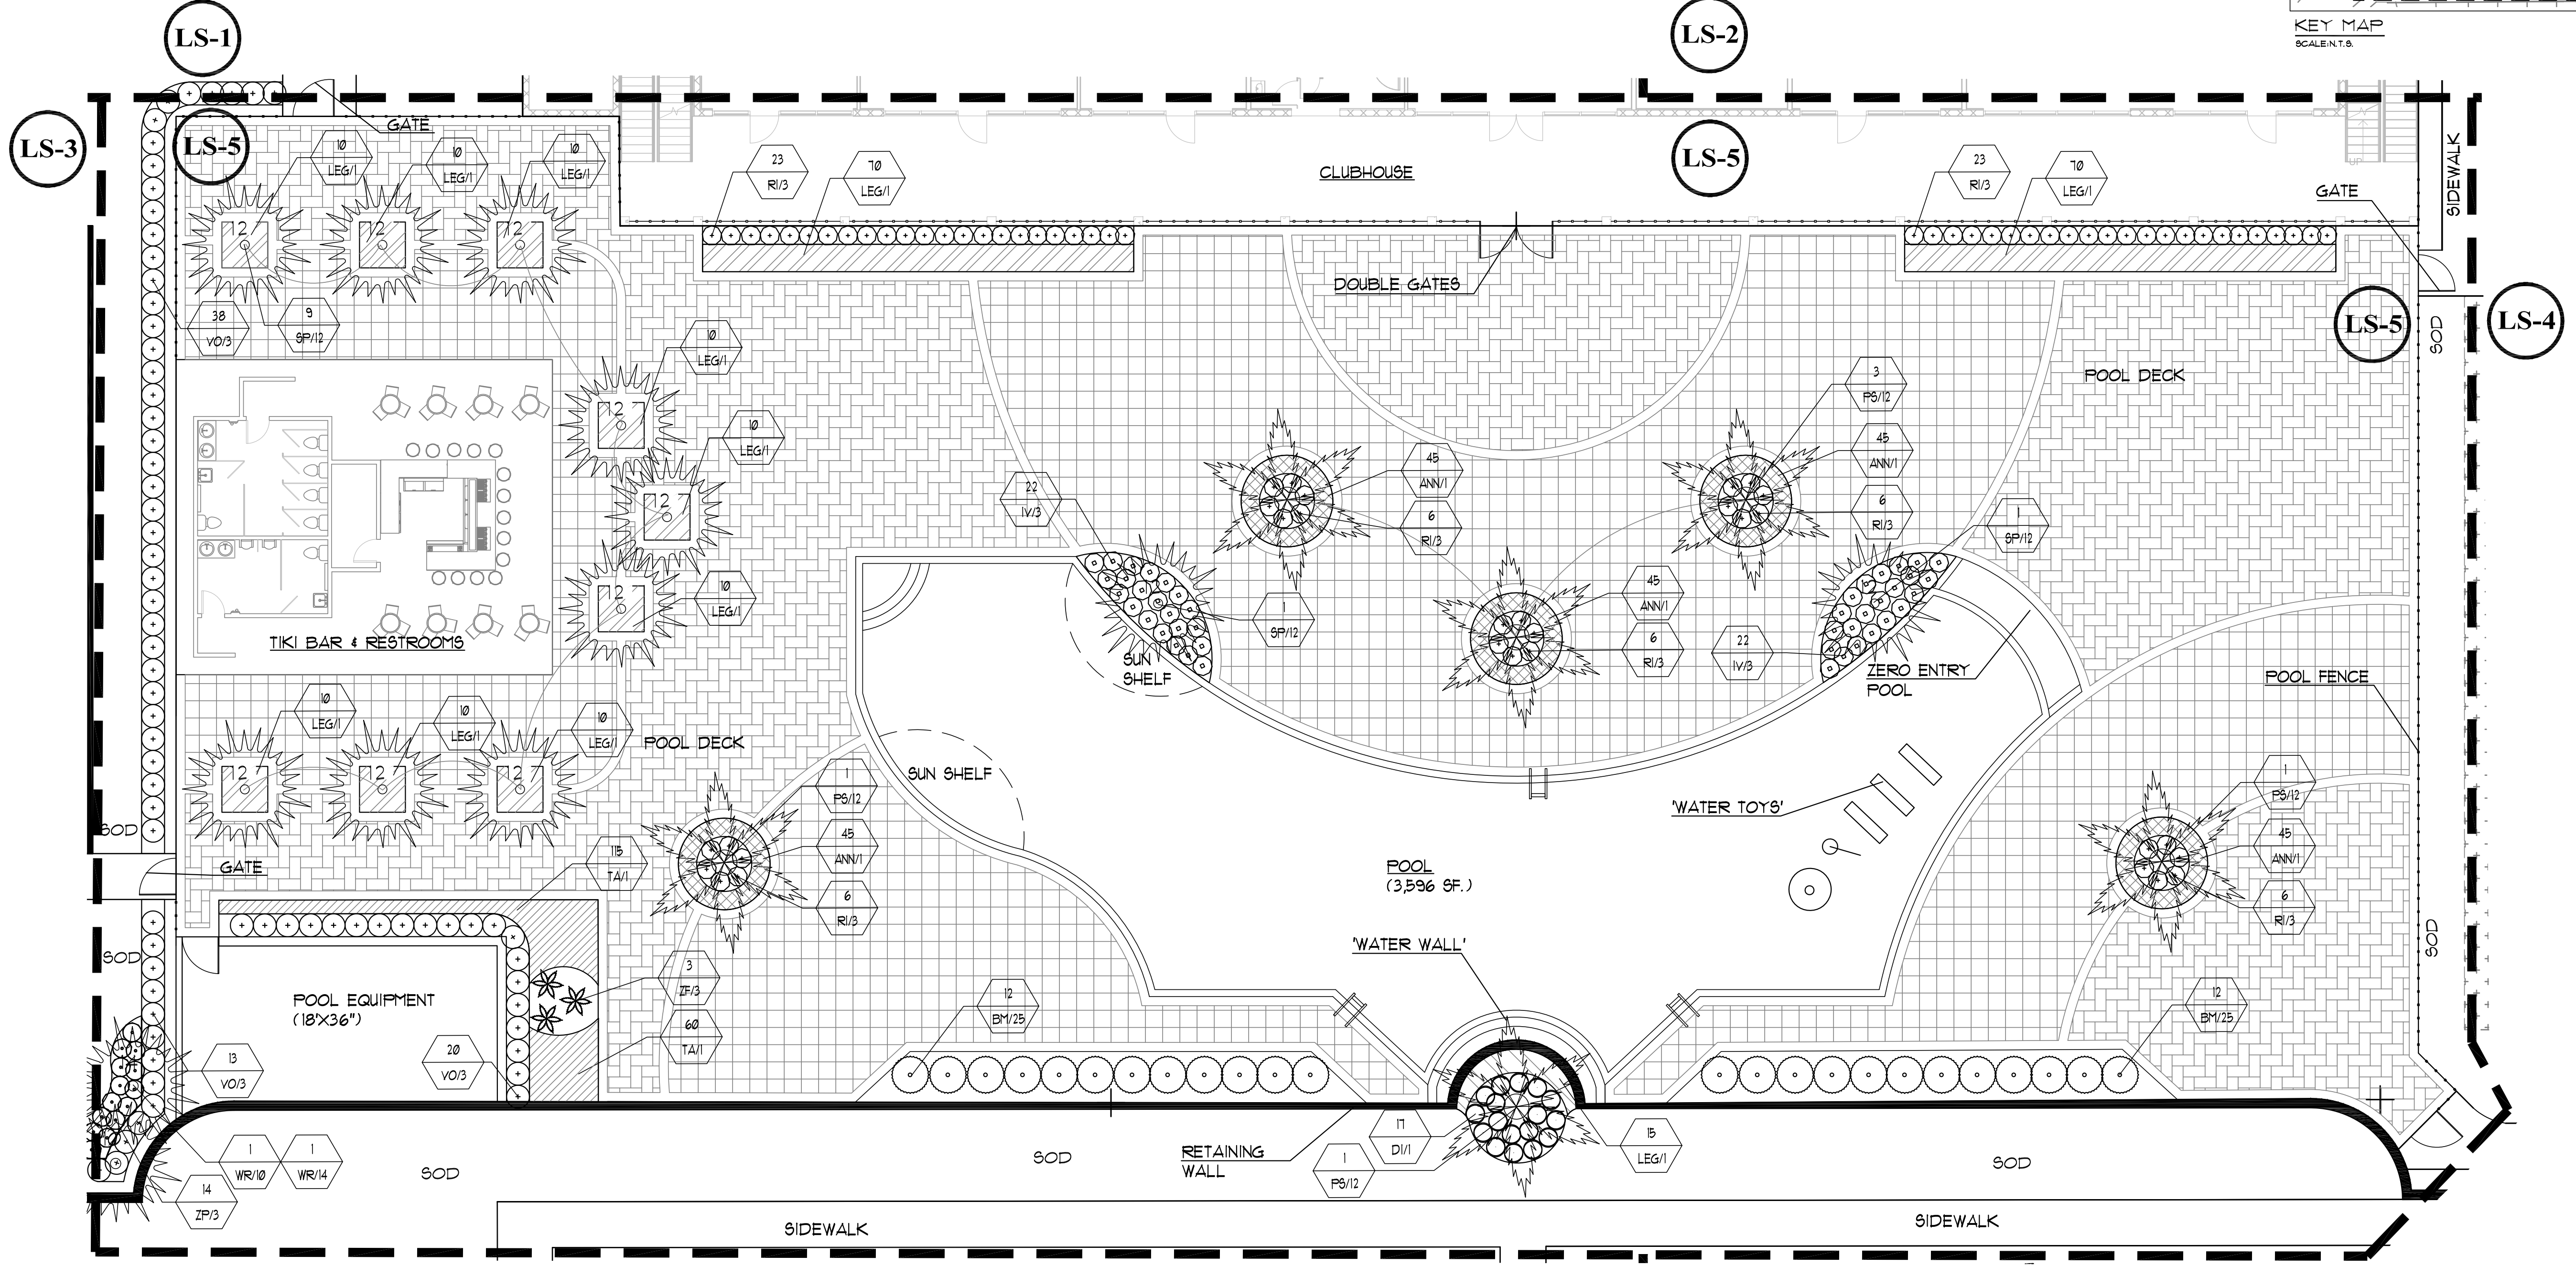 LS-1
LS-2
KEY MAP
SCALE:N.T.S.
LS-3
LS-5
GATE
10
LEG/1
10
LEG/1
10
LEG/1
23
RI/3
70
LEG/1
CLUBHOUSE
LS-5
23
RI/3
70
LEG/1
GATE
SIDEWALK
UP
12
12
12
DOUBLE GATES
38
VO/3
9
SP/12
LS-5
SOD
LS-4
10
LEG/1
3
PS/12
POOL DECK
12
10
LEG/1
45
ANN/1
45
ANN/1
22
IV/3
12
6
RI/3
6
RI/3
1
SP/12
12
10
LEG/1
1
SP/12
45
ANN/1
6
RI/3
22
IV/3
TIKI BAR & RESTROOMS
SUN
SHELF
ZERO ENTRY
POOL
POOL FENCE
10
LEG/1
10
LEG/1
10
LEG/1
POOL DECK
12
12
12
SUN SHELF
1
PS/12
'WATER TOYS'
1
PS/12
SOD
45
ANN/1
45
ANN/1
GATE
115
TA/1
POOL
(3,596 SF.)
6
RI/3
6
RI/3
SOD
'WATER WALL'
SOD
3
ZF/3
POOL EQUIPMENT
(18'X36")
12
BM/25
12
BM/25
60
TA/1
13
VO/3
20
VO/3
1
WR/10
1
WR/14
14
ZP/3
SOD
SOD
RETAINING
WALL
17
DI/1
1
PS/12
15
LEG/1
SOD
SIDEWALK
SIDEWALK